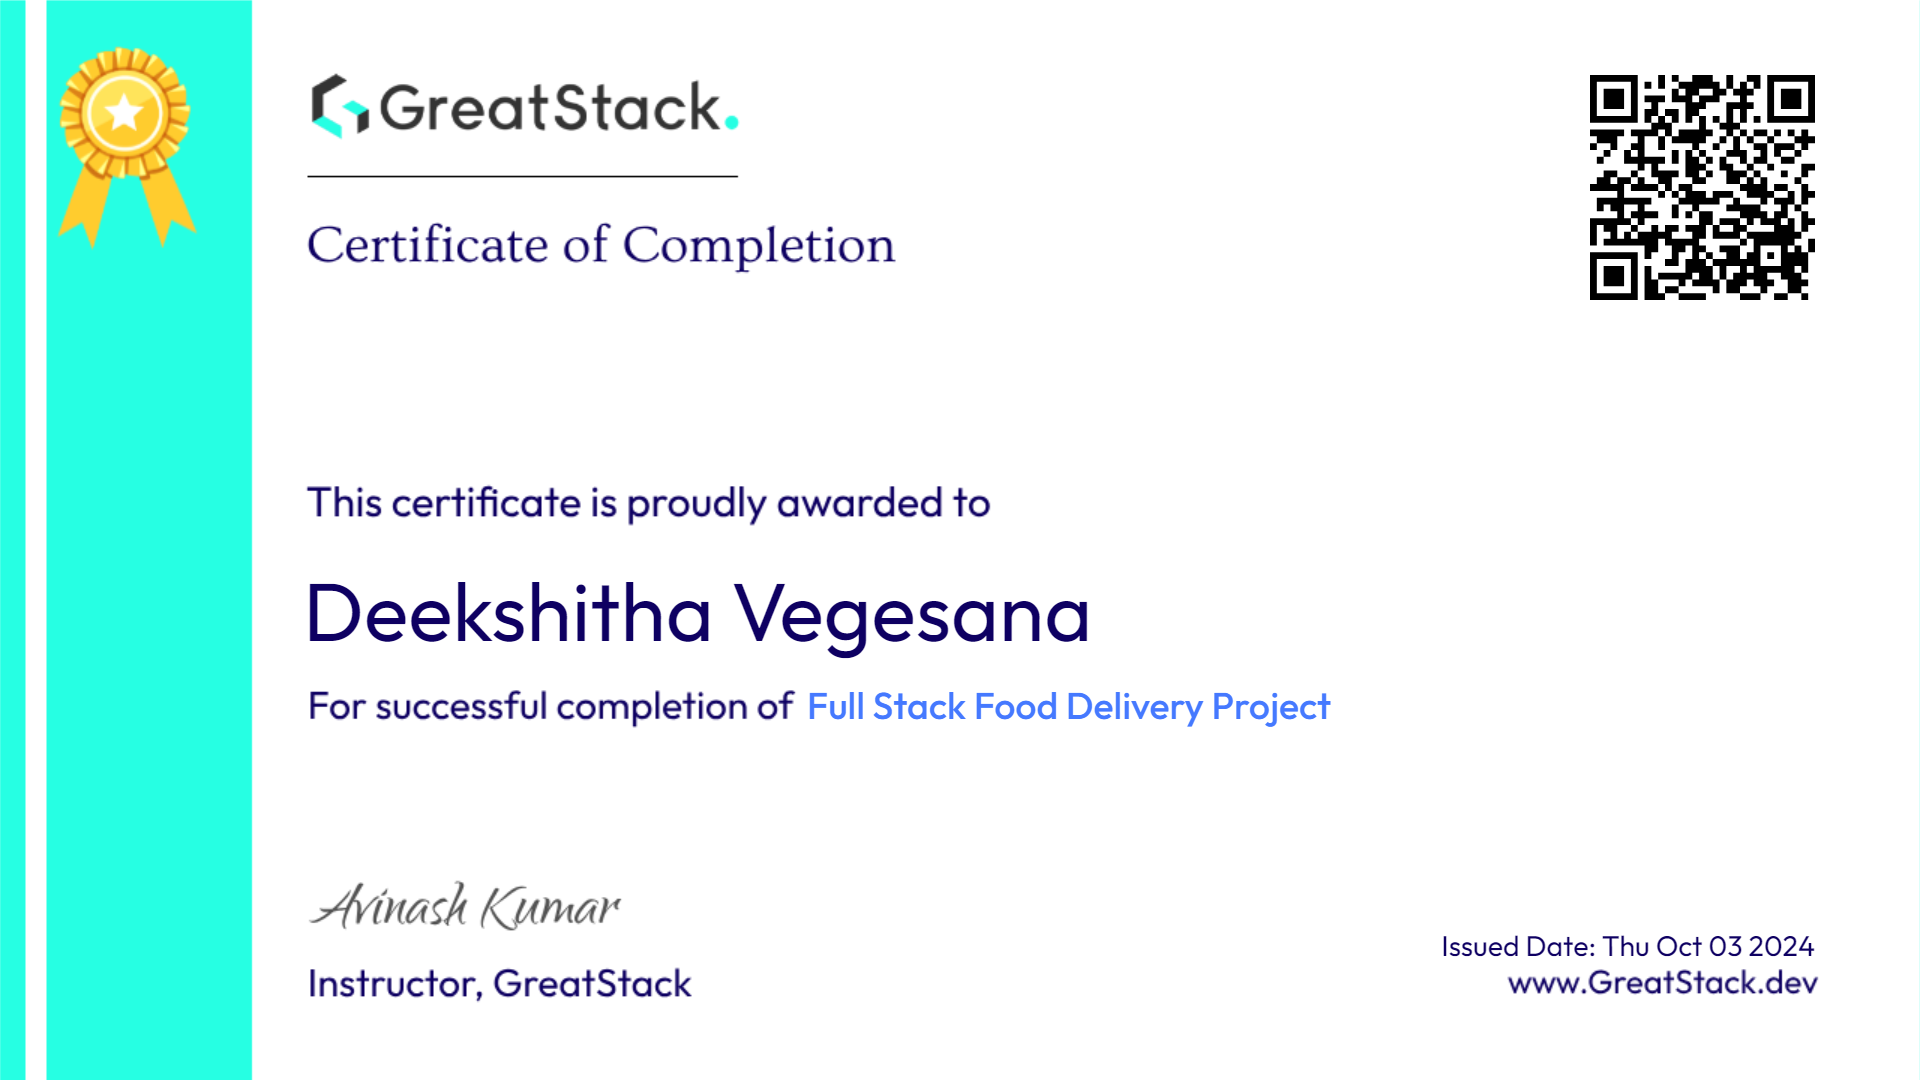 GreatStack.
Certificate of Completion
This certificate is proudly awarded to
Deekshitha Vegesana
For successful completion of Full Stack Food Delivery Project
Avinash Kumar
Instructor, GreatStack
Issued Date: Thu Oct 03 2024
www.GreatStack.dev